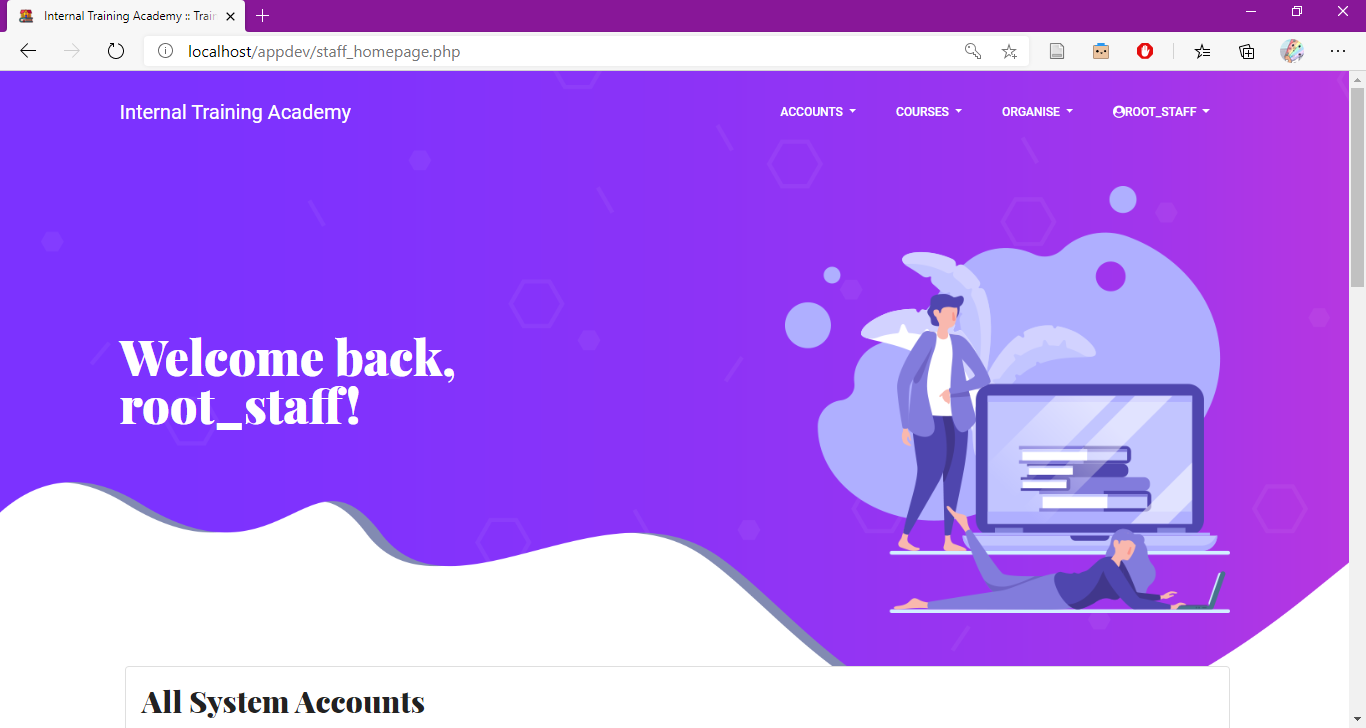 Internal Training Academy :: Train
localhost/appdev/staff_homepage.php
Internal Training Academy
ACCOUNTS
COURSES
ORGANISE
ROOT_STAFF
Welcome back,
root_staff!
All System Accounts